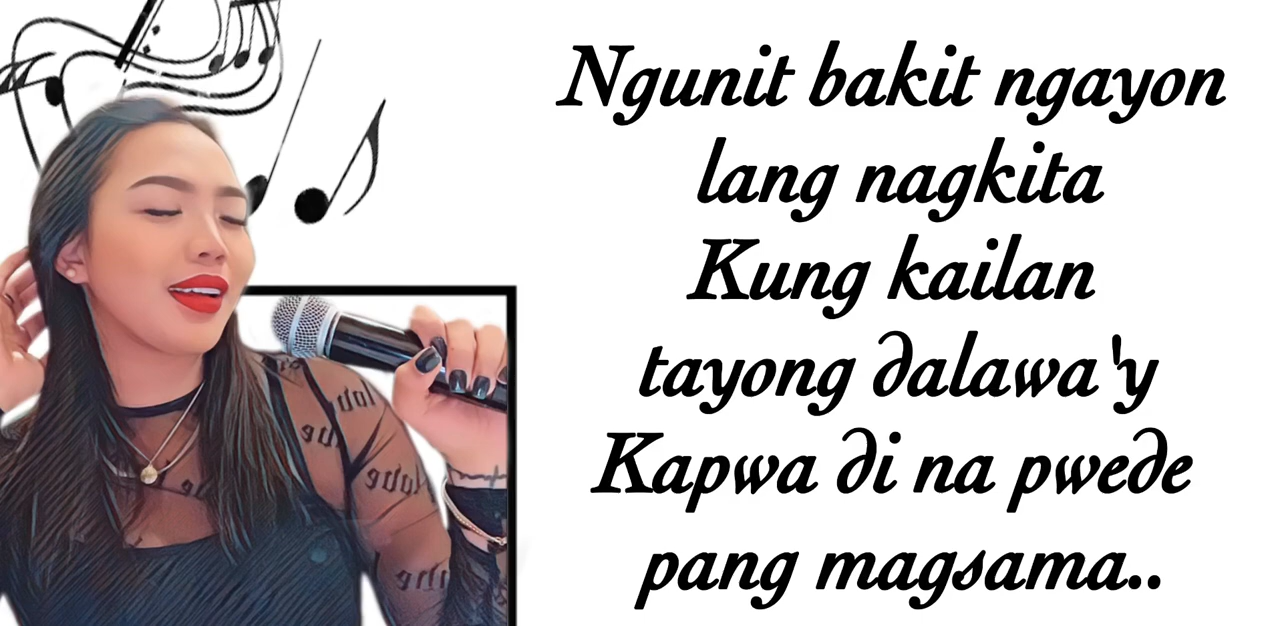 Ngunit bakit ngayon
lang nagkita
Kung kailan
tayong dalawa'y
Kapwa di na pwede
pang magsama..